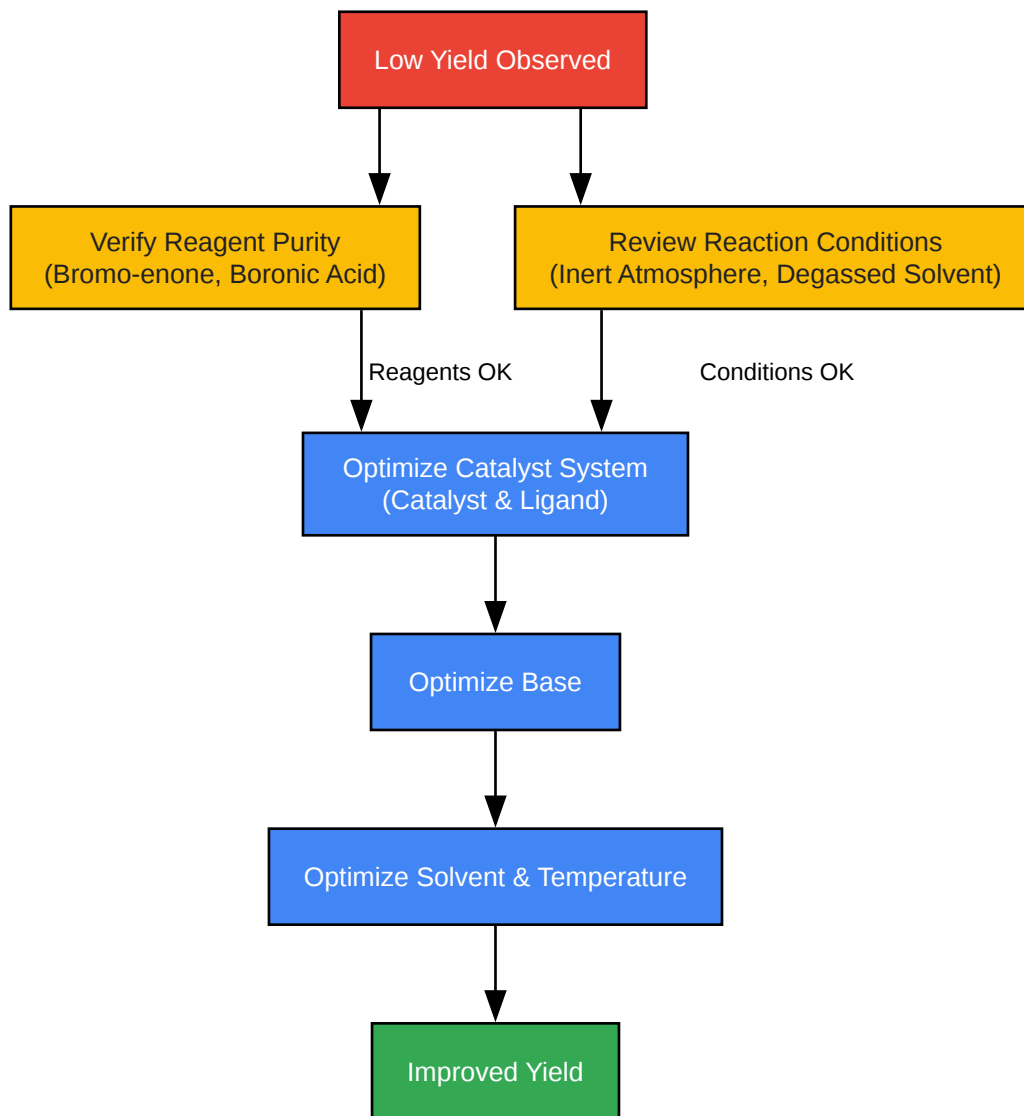 Low Yield Observed
Verify Reagent Purity
(Bromo-enone, Boronic Acid)
Review Reaction Conditions
(Inert Atmosphere, Degassed Solvent)
Reagents OK
Conditions OK
Optimize Catalyst System
(Catalyst & Ligand)
Optimize Base
Optimize Solvent & Temperature
Improved Yield